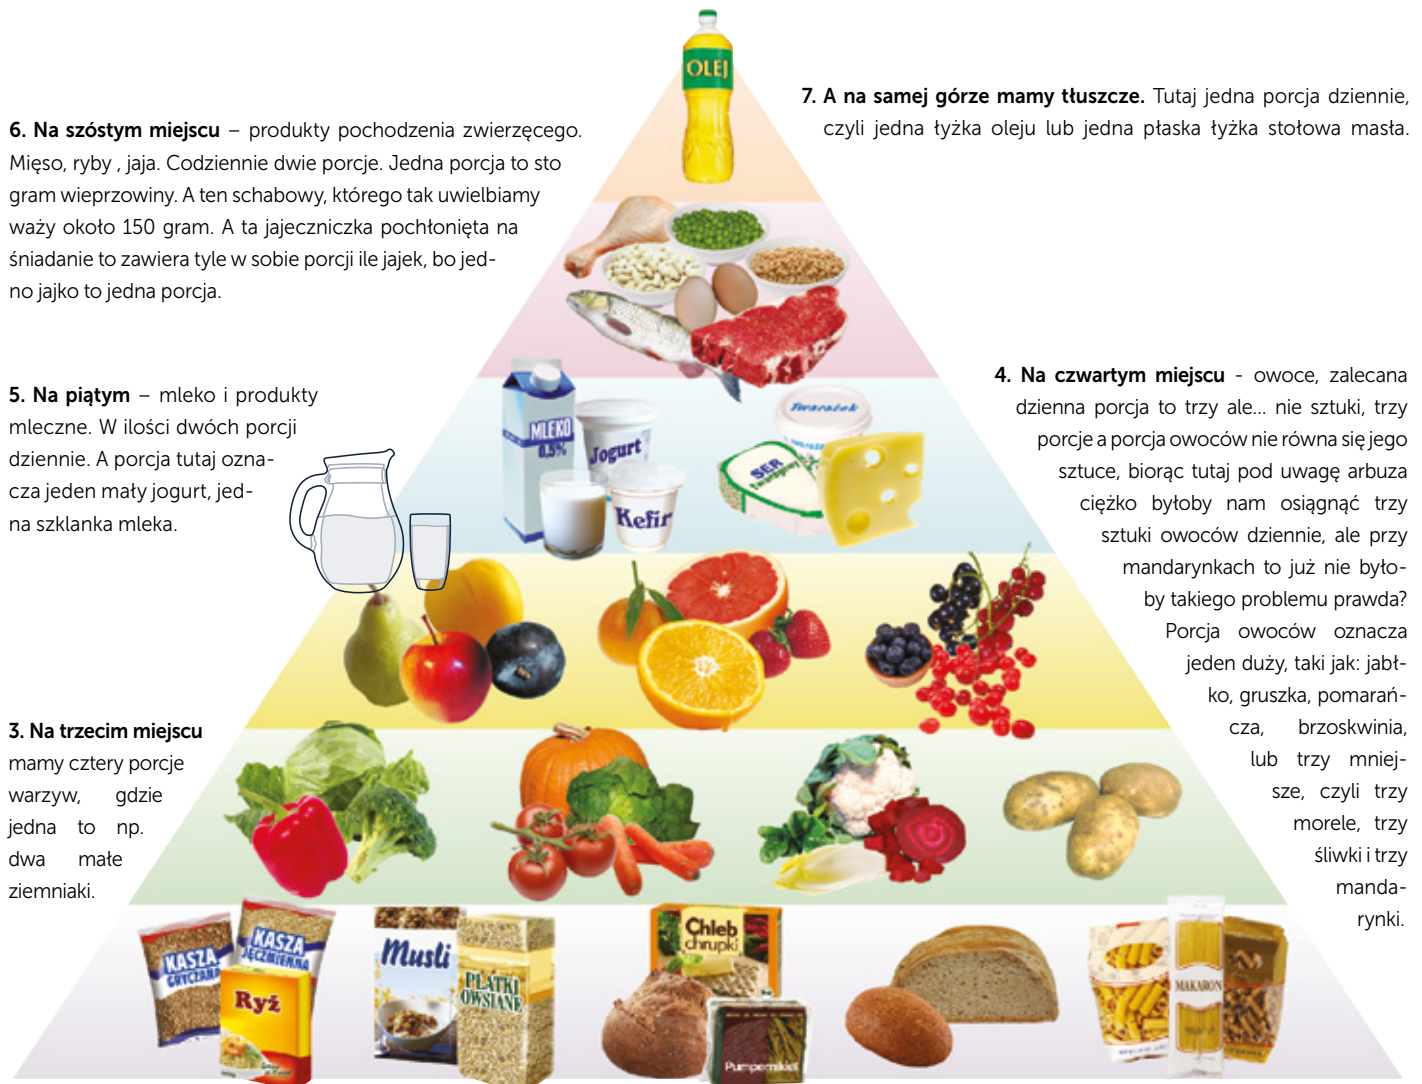 OLEJ
7. A na samej górze mamy tłuszcze. Tutaj jedna porcja dziennie,
czyli jedna łyżka oleju lub jedna płaska łyżka stołowa masła.
6. Na szóstym miejscu – produkty pochodzenia zwierzęcego.
Mięso, ryby , jaja. Codziennie dwie porcje. Jedna porcja to sto
gram wieprzowiny. A ten schabowy, którego tak uwielbiamy
waży około 150 gram. A ta jajeczniczka pochłonięta na
śniadanie to zawiera tyle w sobie porcji ile jajek, bo jed-
no jajko to jedna porcja.
5. Na piątym – mleko i produkty
mleczne. W ilości dwóch porcji
dziennie. A porcja tutaj ozna-
cza jeden mały jogurt, jed-
na szklanka mleka.
MLEKO
0,5%
Jogurt
Kefir
Twarożek
SER
twarogowy
4. Na czwartym miejscu - owoce, zalecana
dzienna porcja to trzy ale... nie sztuki, trzy
porcje a porcja owoców nie równa się jego
sztuce, biorąc tutaj pod uwagę arbuza
ciężko byłoby nam osiągnąć trzy
sztuki owoców dziennie, ale przy
mandarynkach to już nie było-
by takiego problemu prawda?
Porcja owoców oznacza
jeden duży, taki jak: jabł-
ko, gruszka, pomarań-
cza, brzoskwinia,
lub trzy mniej-
sze, czyli trzy
morele, trzy
śliwki i trzy
manda-
rynki.
3. Na trzecim miejscu
mamy cztery porcje
warzyw, gdzie
jedna to np.
dwa małe
ziemniaki.
KASZA
GRYCZANA
KASZA
JĘCZMIENNA
Ryż
Musli
PŁATKI
OWSIANE
Chleb
chrupki
Pumpernikiel
MAKARON